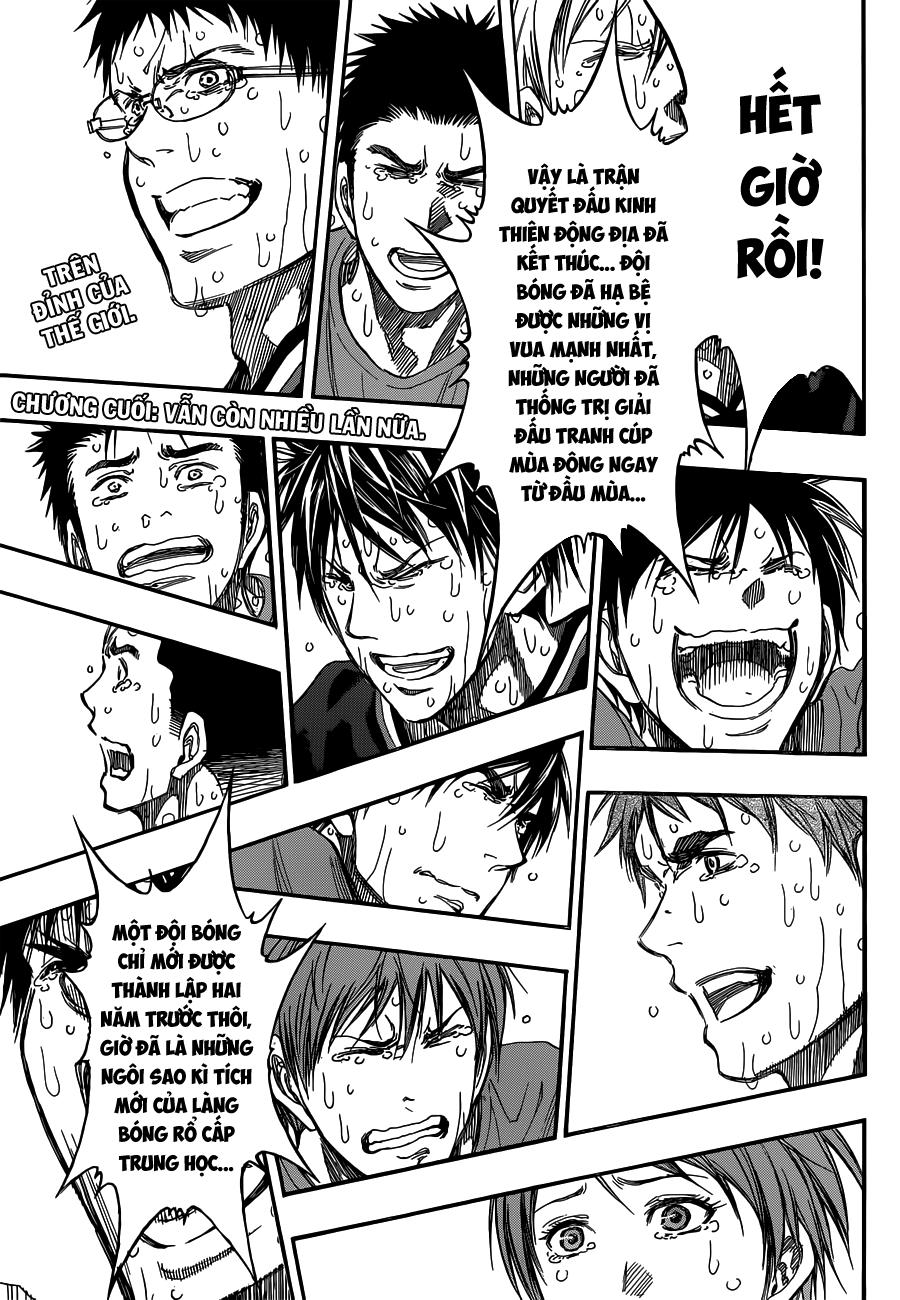 HẾT
GIỜ
RỒI!
VẬY LÀ TRẬN
QUYẾT ĐẤU KINH
THIÊN ĐỘNG ĐỊA ĐÃ
KẾT THÚC... ĐỘI
BÓNG ĐÃ HẠ BỆ
ĐƯỢC NHỮNG VỊ
VUA MẠNH NHẤT,
NHỮNG NGƯỜI ĐÃ
THỐNG TRỊ GIẢI
ĐẤU TRANH CÚP
MÙA ĐÔNG NGAY
TỪ ĐẦU MÙA...
TRÊN
ĐỈNH CỦA
THẾ GIỚI.
CHƯƠNG CUỐI: VẪN CÒN NHIỀU LẦN NỮA.
MỘT ĐỘI BÓNG
CHỈ MỚI ĐƯỢC
THÀNH LẬP HAI
NĂM TRƯỚC THÔI,
GIỜ ĐÃ LÀ NHỮNG
NGÔI SAO KÌ TÍCH
MỚI CỦA LÀNG
BÓNG RỔ CẤP
TRUNG HỌC...